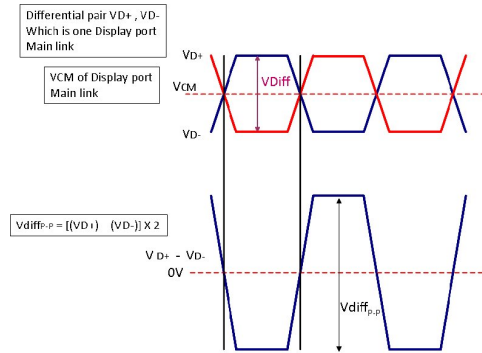 Differential pair VD+ , VD-
Which is one Display port
Main link
VCM of Display port
Main link
VD+
VDiff
VCM
VD-
VdiffP-P = [(VD+) (VD-)] X 2
V D+ - VD-
0V
VdiffP-P